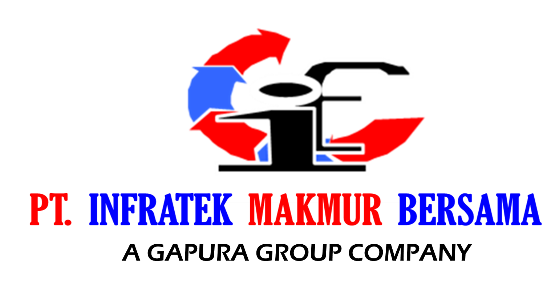 PT. INFRATEK MAKMUR BERSAMA
A GAPURA GROUP COMPANY